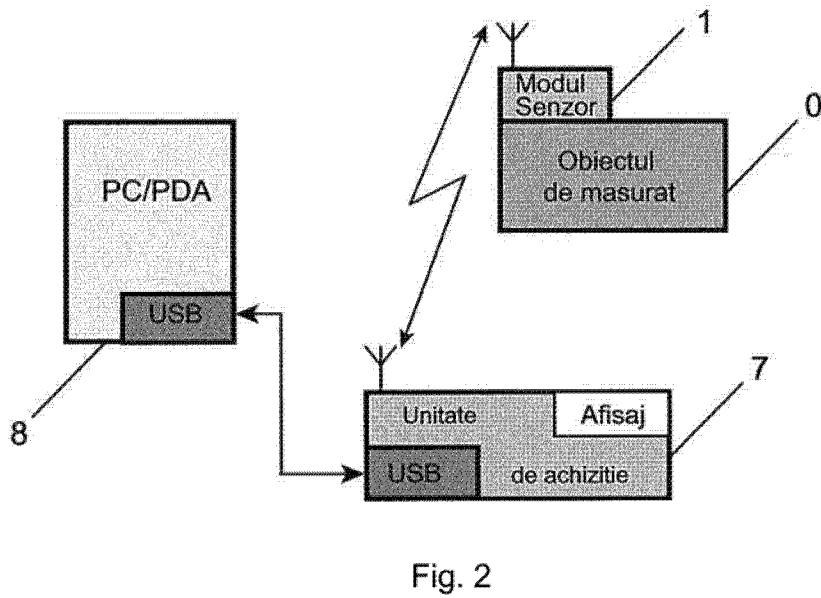 1
Modul
Senzor
0
Obiectul
de masurat
PC/PDA
USB
8
7
Unitate
Afisaj
USB
de achizitie
Fig. 2